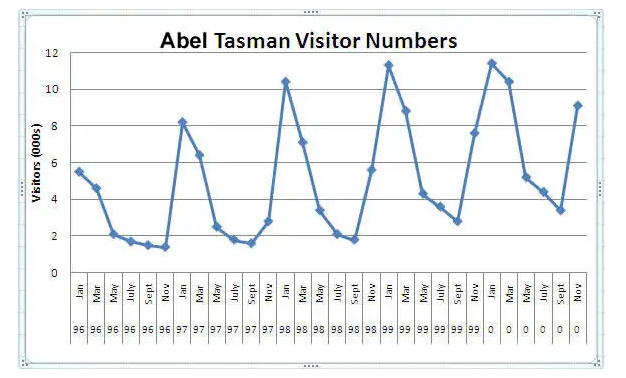 Abel Tasman Visitor Numbers
Visitors (000s)
12
10
8
6
4
2
0
Jan Mar May July Sept Nov Jan Mar May July Sept Nov Jan Mar May July Sept Nov Jan Mar May July Sept Nov Jan Mar May July Sept Nov
96 96 96 96 96 96 97 97 97 97 97 97 98 98 98 98 98 98 99 99 99 99 99 99 0 0 0 0 0 0